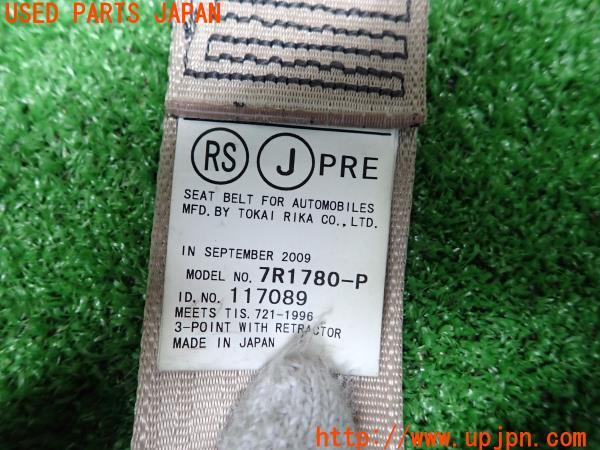 USED PARTS JAPAN
RS J PRE
SEAT BELT FOR AUTOMOBILES
MFD. BY TOKAI RIKA CO., LTD.
IN SEPTEMBER 2009
MODEL NO. 7R1780-P
ID. NO. 117089
MEETS TIS. 721-1996
3-POINT WITH RETRACTOR
MADE IN JAPAN
http://www.upjpn.com/